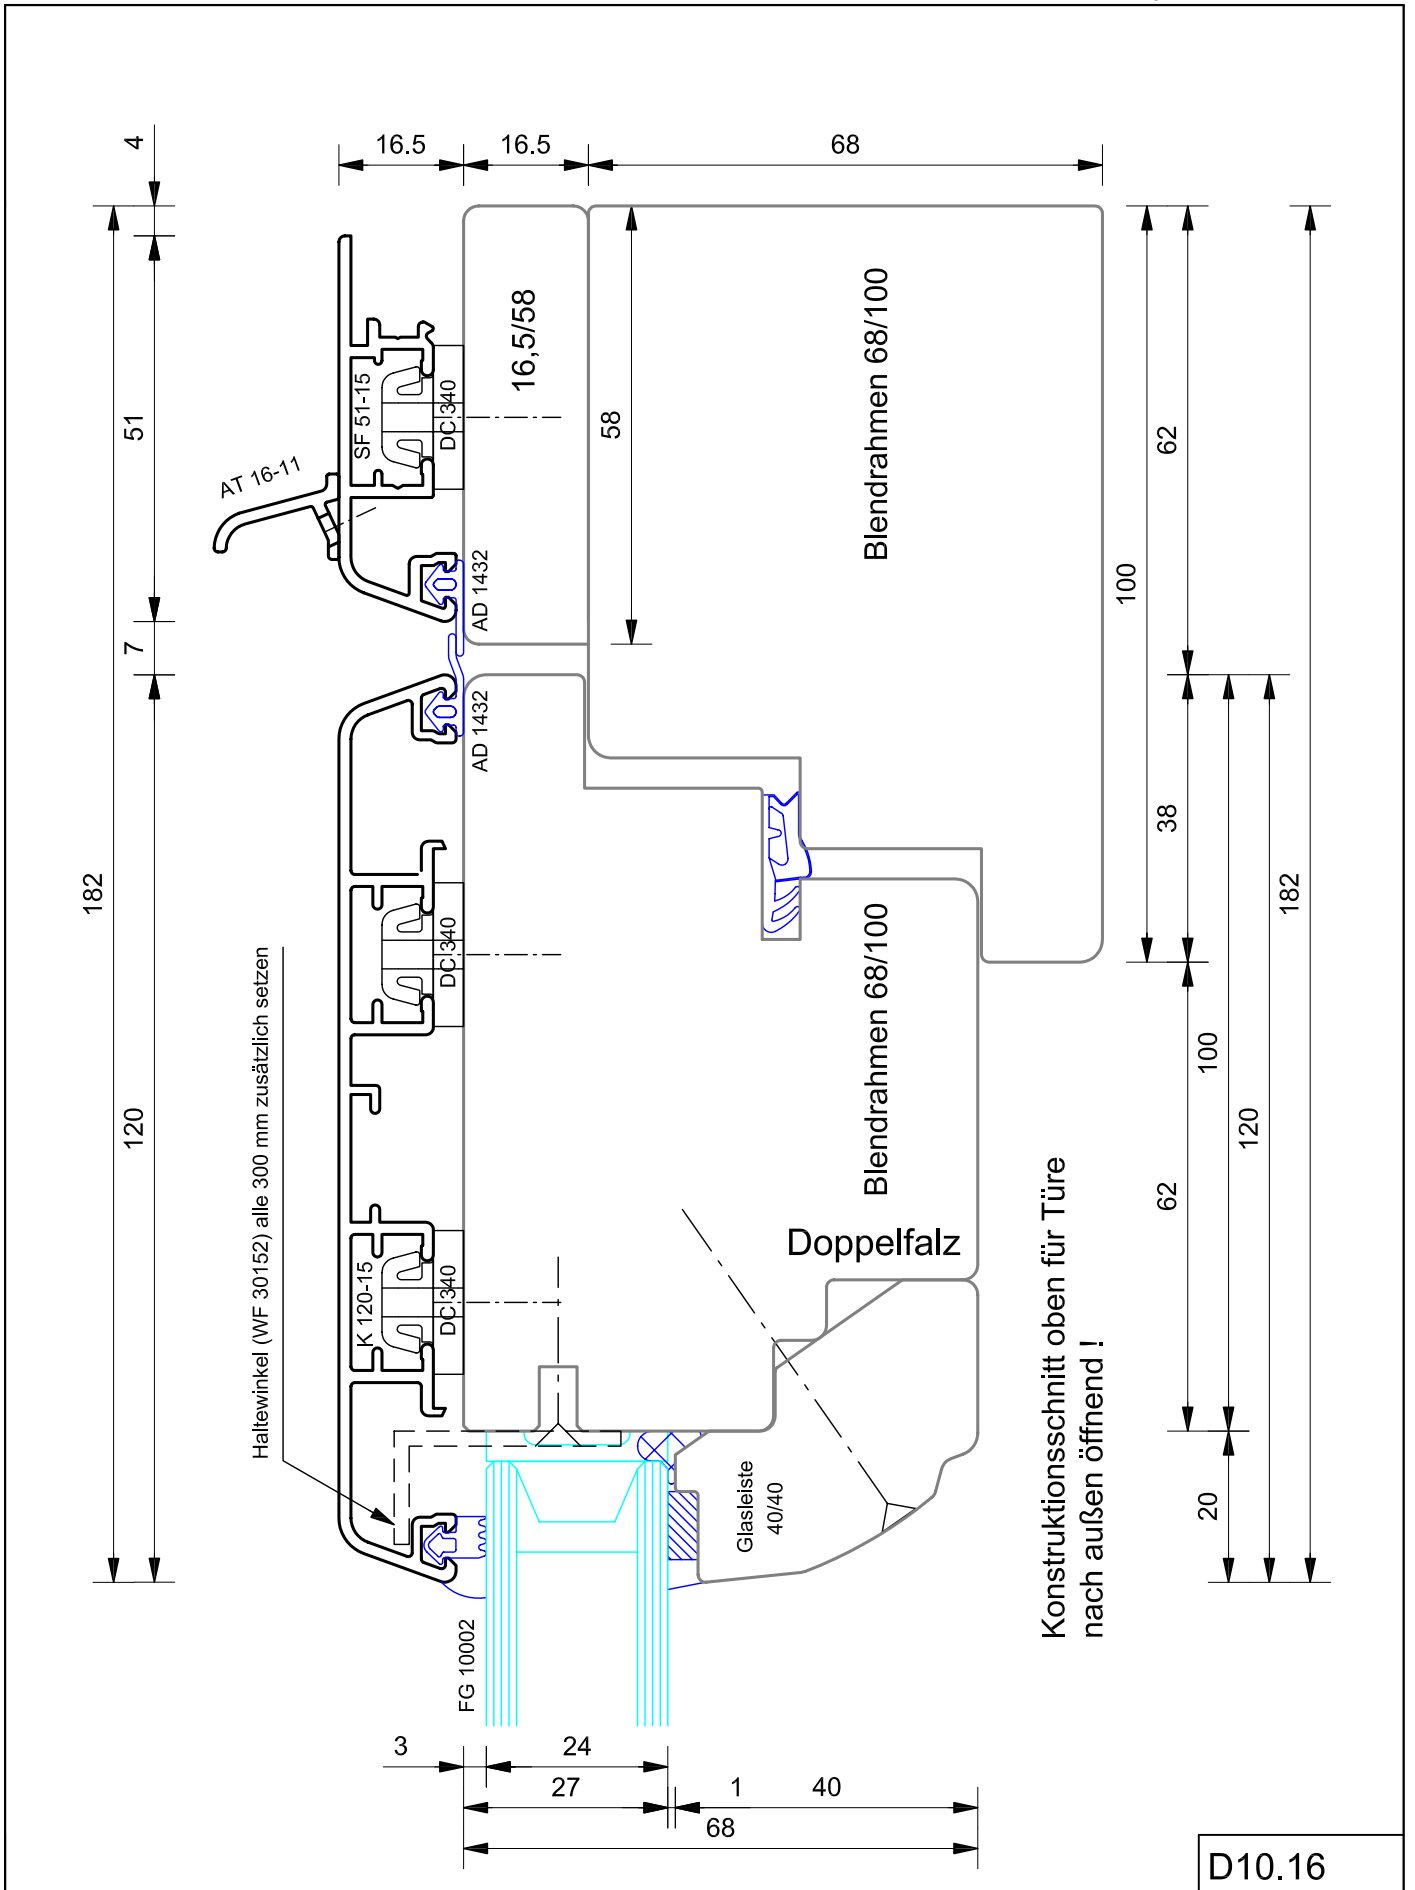 16.5
16.5
68
4
51
7
120
182
SF 51-15
DC 340
AT 16-11
16,5/58
58
Blendrahmen 68/100
62
100
AD 1432
AD 1432
38
182
DC 340
Blendrahmen 68/100
100
120
62
Haltewinkel (WF 30152) alle 300 mm zusätzlich setzen
K 120-15
DC 340
Doppelfalz
Konstruktionsschnitt oben für Türe
nach außen öffnend !
Glasleiste
40/40
20
FG 10002
3
24
27
1
40
68
D10.16